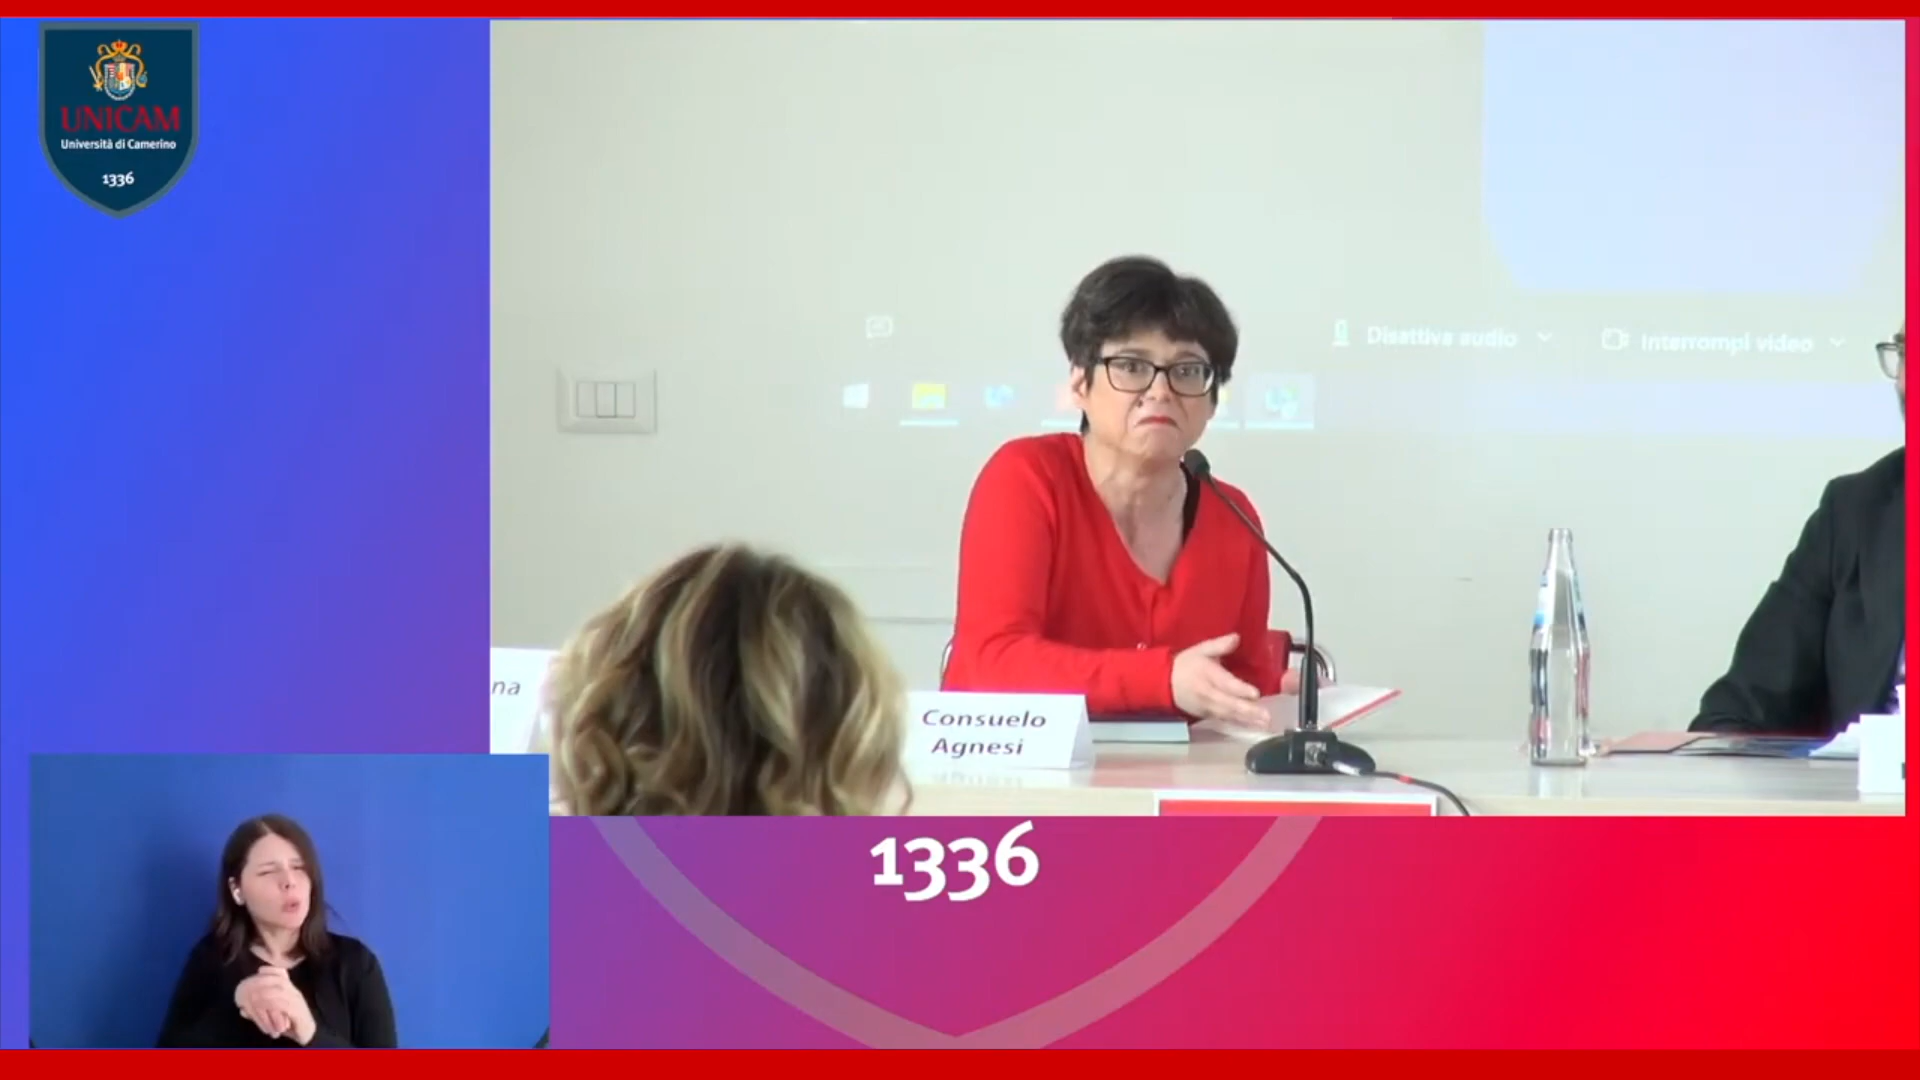 UNICAM
Università di Camerino
1336
Disattiva audio
Interrompi video
na
Consuelo
Agnesi
1336